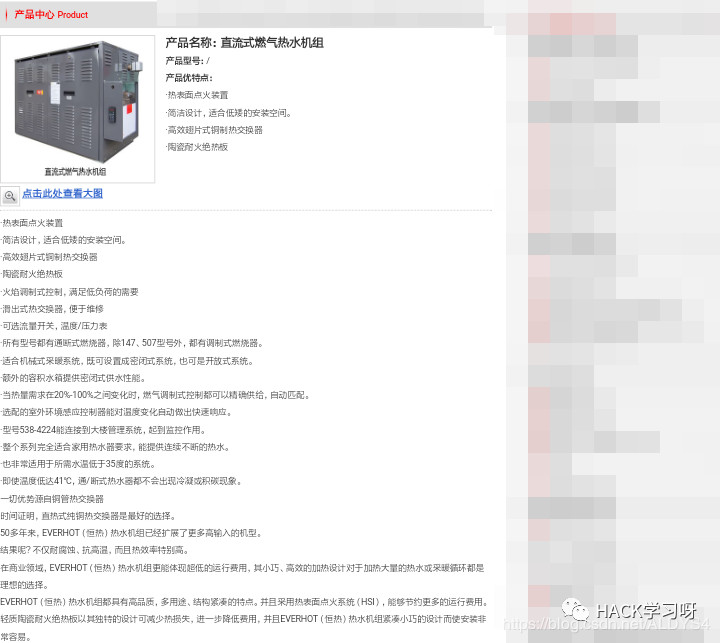 产品中心 Product
产品名称: 直流式燃气热水机组
产品型号: /
产品优特点:
·热表面点火装置
·简洁设计，适合低矮的安装空间。
·高效翅片式铜制热交换器
·陶瓷耐火绝热板
直流式燃气热水机组
点击此处查看大图
·热表面点火装置
·简洁设计，适合低矮的安装空间。
·高效翅片式铜制热交换器
·陶瓷耐火绝热板
·火焰调制式控制，满足低负荷的需要
·滑出式热交换器，便于维修
·可选流量开关，温度/压力表
·所有型号都有通断式燃烧器，除147、507型号外，都有调制式燃烧器。
·适合机械式采暖系统，既可设置成密闭式系统，也可是开放式系统。
·额外的容积水箱提供密闭式供水性能。
·当热量需求在20%-100%之间变化时，燃气调制式控制都可以精确供给，自动匹配。
·选配的室外环境感应控制器能对温度变化自动做出快速响应。
·型号538-4224能连接到大楼管理系统，起到监控作用。
·整个系列完全适合家用热水器要求，能提供连续不断的热水。
·也非常适用于所需水温低于35度的系统。
·即使温度低达41℃，通/断式热水器都不会出现冷凝或积碳现象。
一切优势源自铜管热交换器
时间证明，直热式纯铜热交换器是最好的选择。
50多年来，EVERHOT（恒热）热水机组已经扩展了更多高输入的机型。
结果呢？不仅耐腐蚀、抗高温，而且热效率特别高。
在商业领域，EVERHOT（恒热）热水机组更能体现超低的运行费用，其小巧、高效的加热设计对于加热大量的热水或采暖循环都是
理想的选择。
EVERHOT（恒热）热水机组都具有高品质，多用途、结构紧凑的特点。并且采用热表面点火系统（HSI），能够节约更多的运行费用。
轻质陶瓷耐火绝热板以其独特的设计可减少热损失，进一步降低费用，并且EVERHOT（恒热）热水机组紧凑小巧的设计而使安装非
常容易。
HACK学习呀
https://blog.csdn.net/ALDYS4